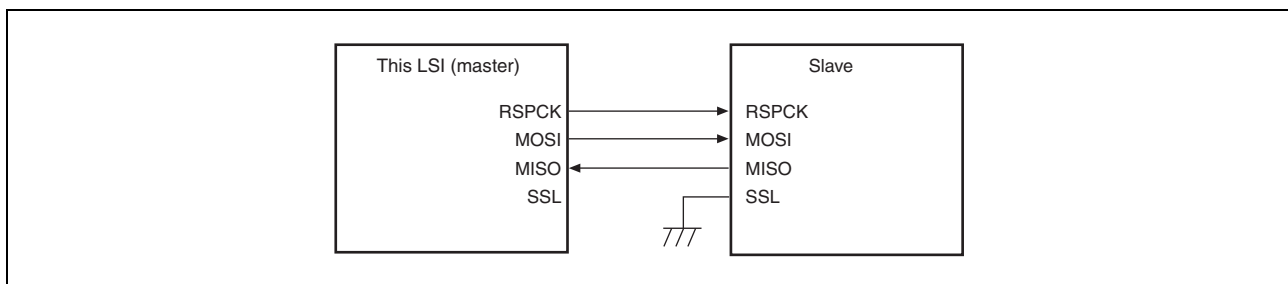 This LSI (master)
RSPCK
MOSI
MISO
SSL
Slave
RSPCK
MOSI
MISO
SSL